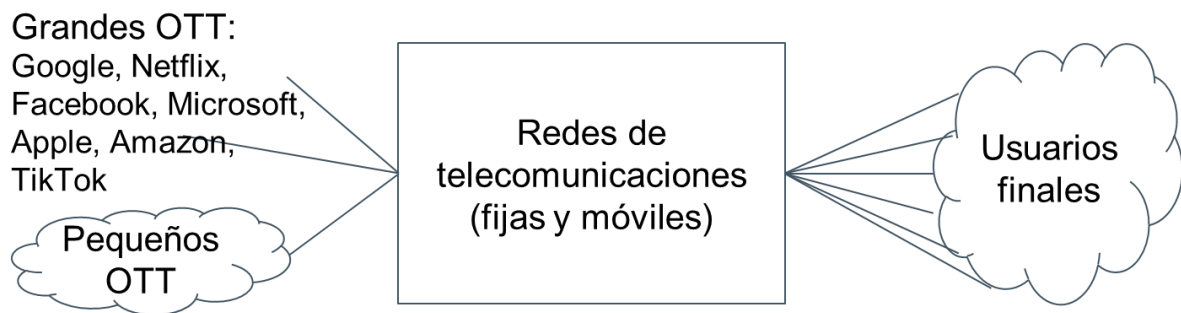 Grandes OTT:
Google, Netflix,
Facebook, Microsoft,
Apple, Amazon,
TikTok
Pequeños
OTT
Redes de
telecomunicaciones
(fijas y móviles)
Usuarios
finales